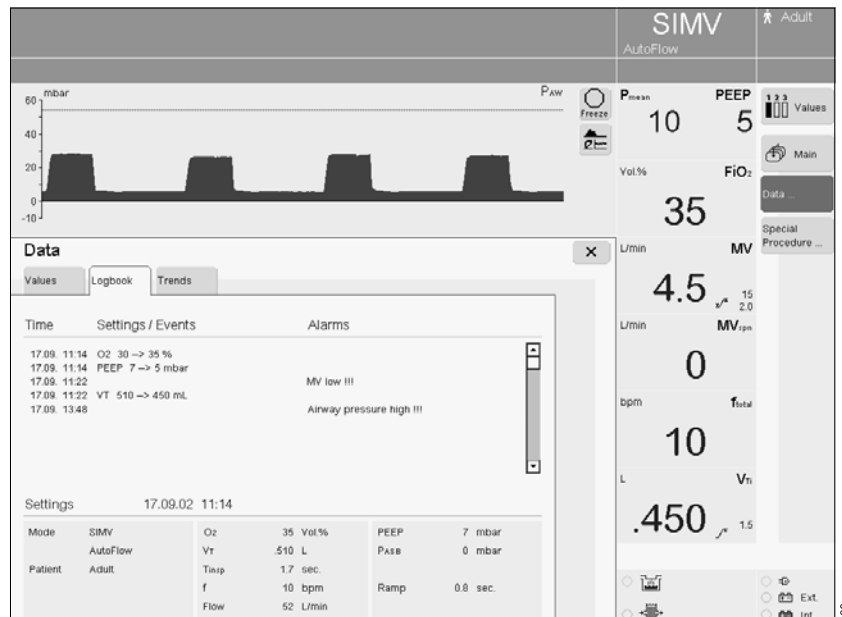 SIMV
AutoFlow
Adult
mbar
60
40
20
0
-10
PAW
Freeze
Pmean PEEP
10 5
Vol.% FiO2
35
L/min MV
4.5 15
2.0
L/min MVspn
0
bpm ftotal
10
L VTi
.450 1.5
1 2 3
Values
Main
Data ...
Special
Procedure ...
Data
Values Logbook Trends
Time Settings / Events Alarms
17.09. 11:14 O2 30 --> 35 %
17.09. 11:14 PEEP 7 --> 5 mbar
17.09. 11:22 MV low !!!
17.09. 11:22 VT 510 --> 450 mL
17.09. 13:48 Airway pressure high !!!
Settings 17.09.02 11:14
Mode SIMV O2 35 Vol.% PEEP 7 mbar
AutoFlow VT .510 L PASB 0 mbar
Patient Adult Tinsp 1.7 sec.
f 10 bpm Ramp 0.8 sec.
Flow 52 L/min
Ext.
Int.